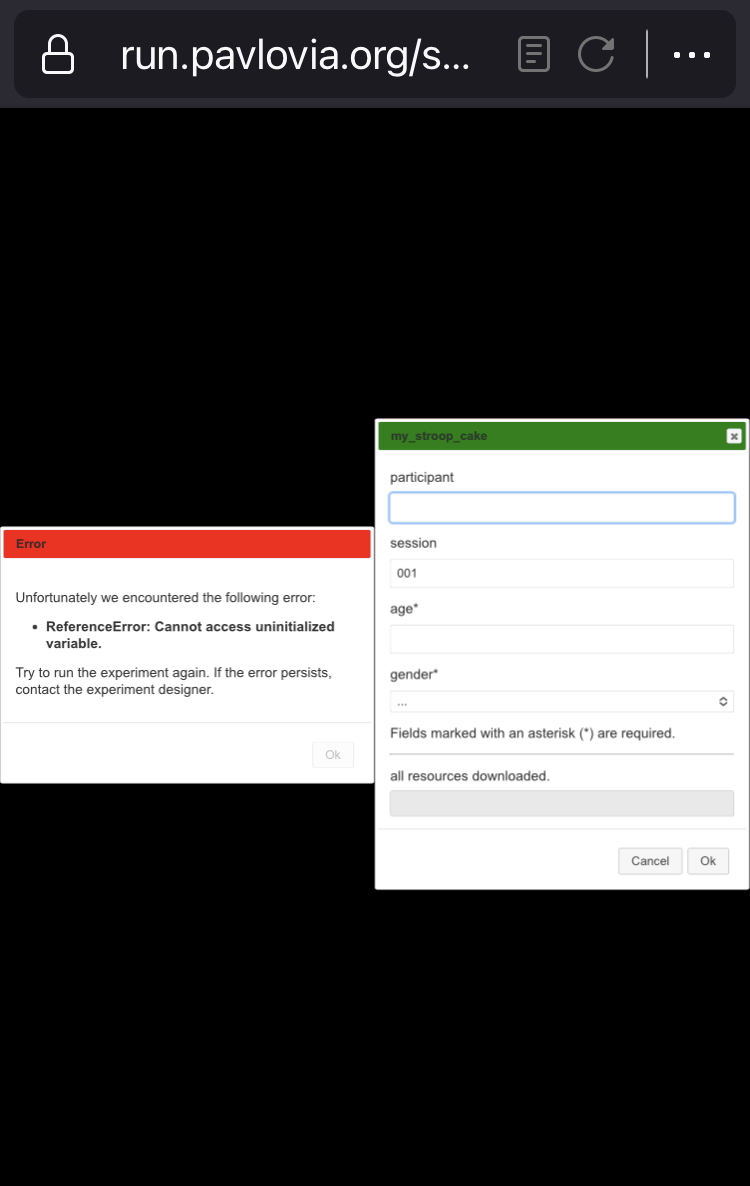 run.pavlovia.org/s...
my_stroop_cake
participant
session
001
age*
gender*
...
Fields marked with an asterisk (*) are required.
all resources downloaded.
Cancel Ok
Error
Unfortunately we encountered the following error:
• ReferenceError: Cannot access uninitialized
variable.
Try to run the experiment again. If the error persists,
contact the experiment designer.
Ok